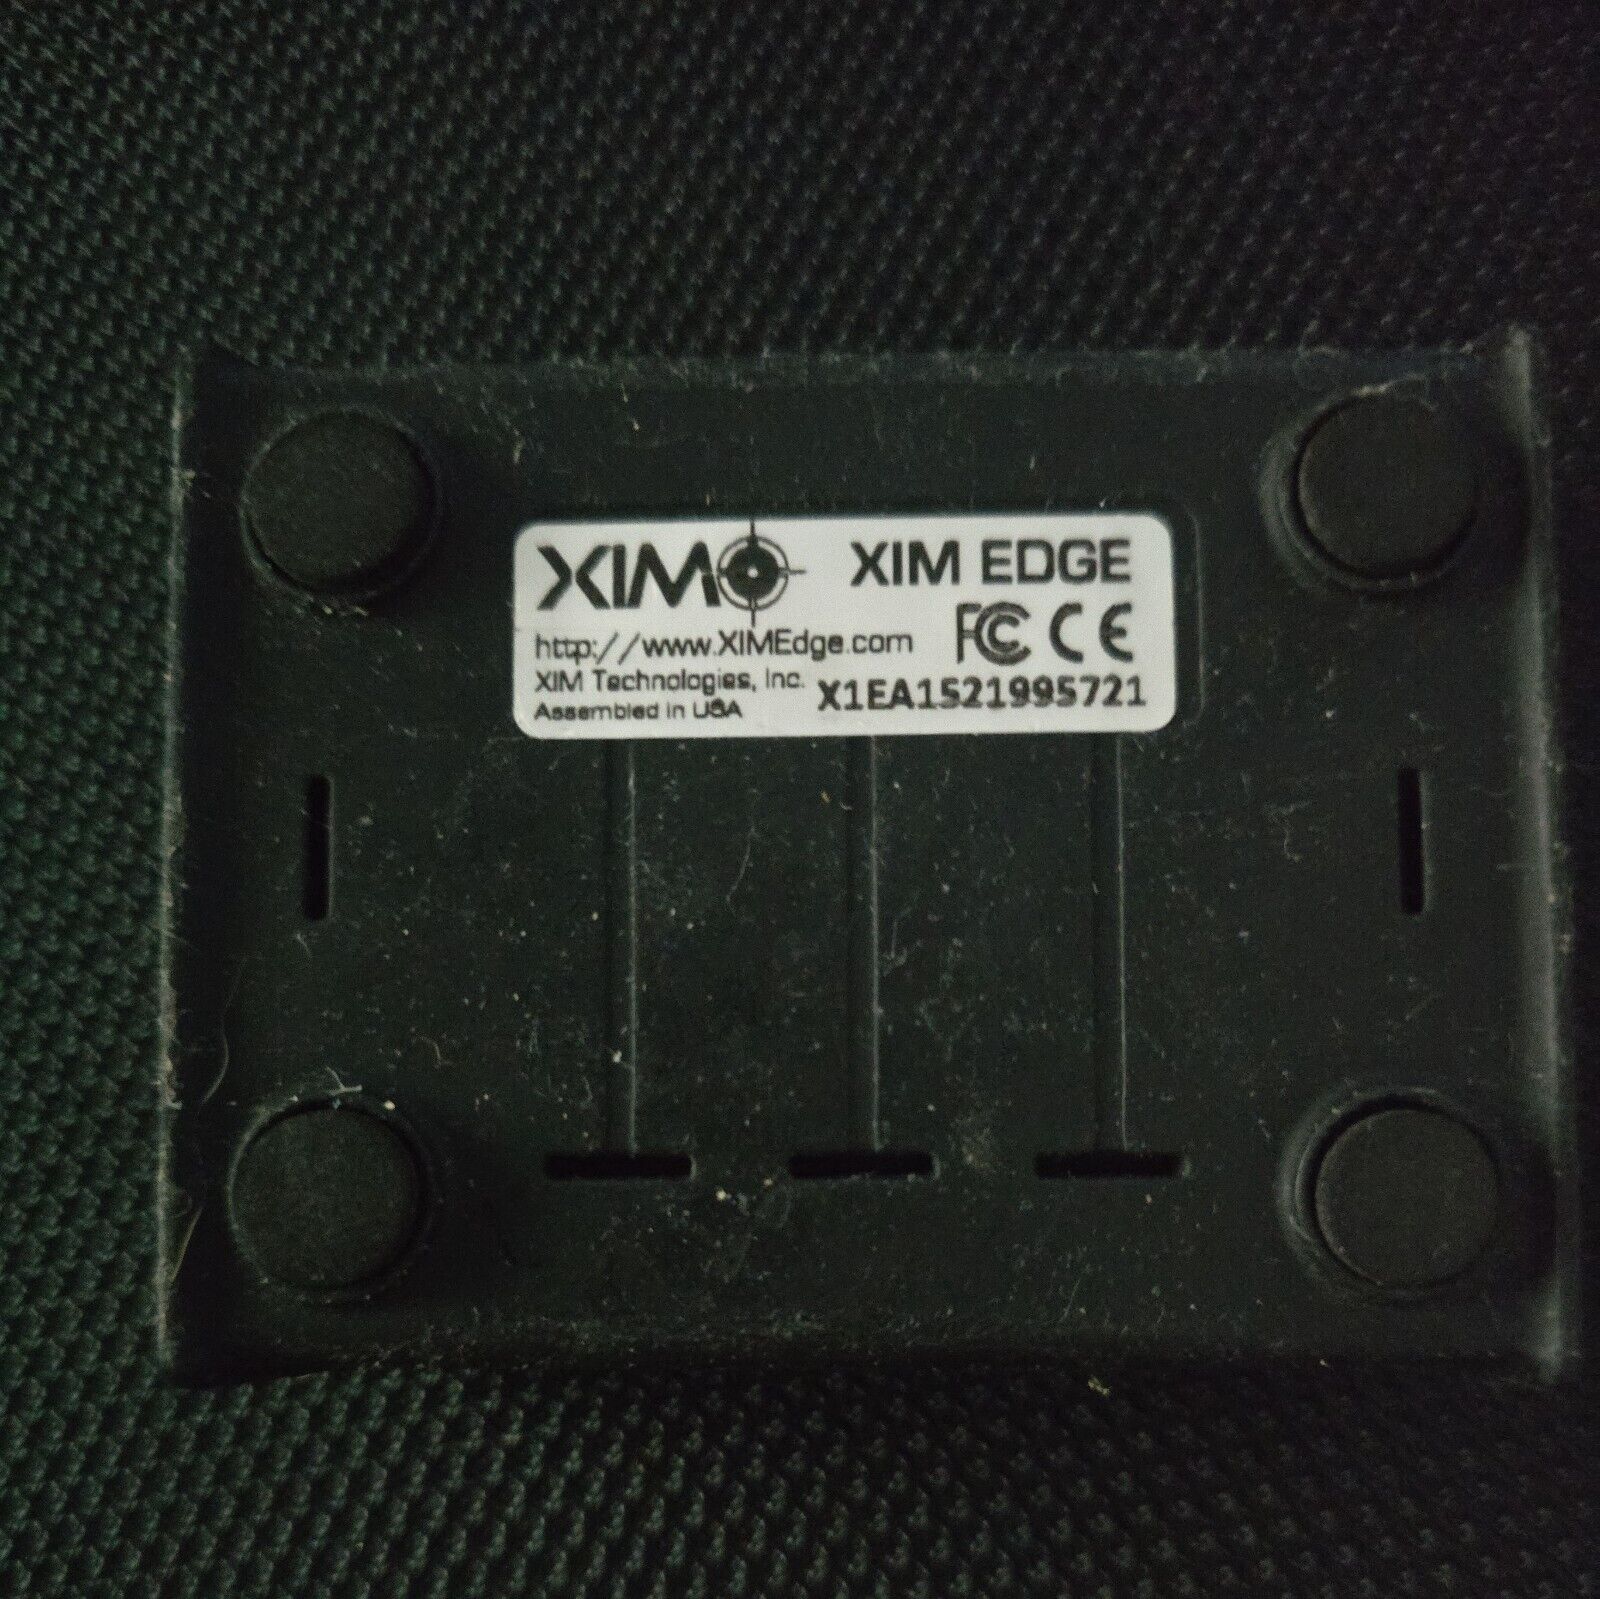 XIM XIM EDGE
FC CE
http://www.XIMEdge.com
XIM Technologies, Inc.
Assembled in USA
X1EA1521995721